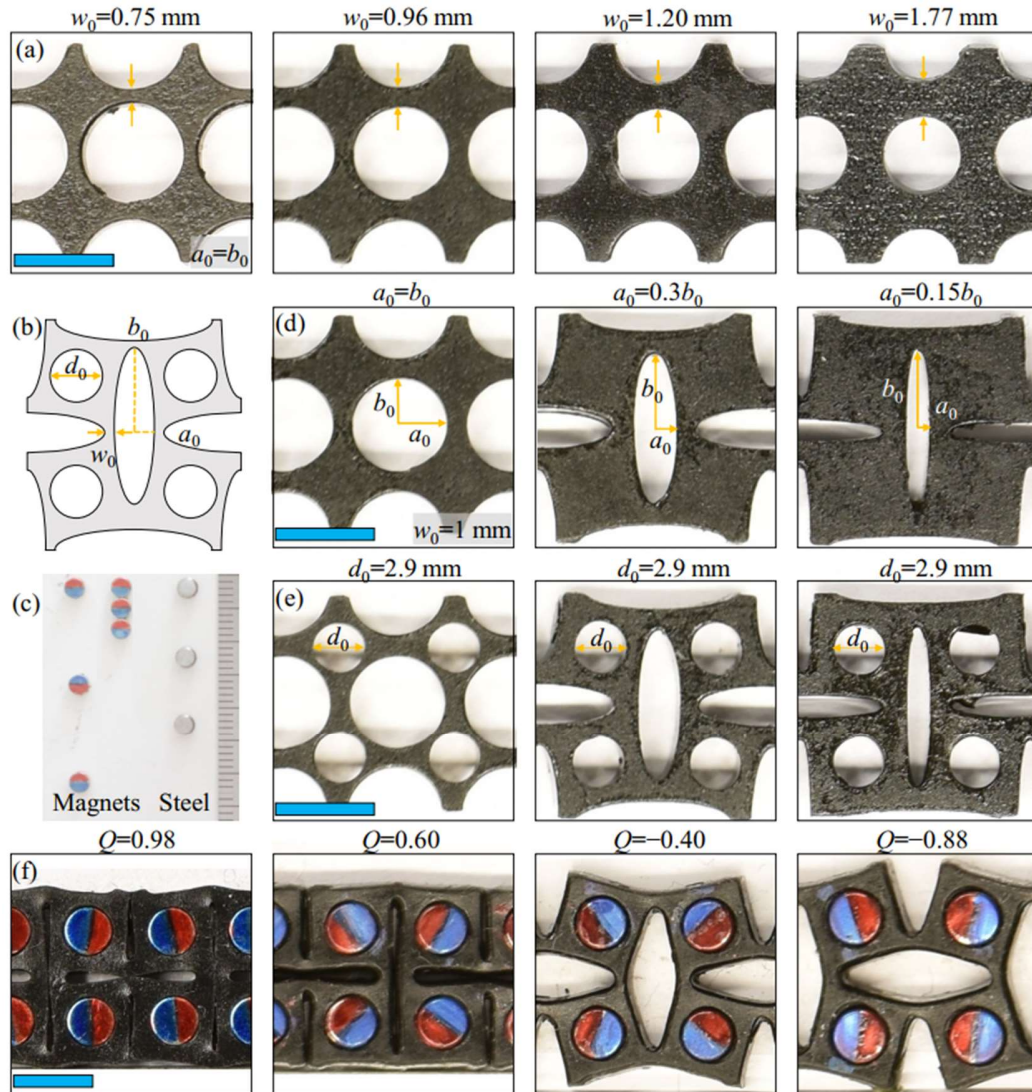 w₀=0.75 mm
w₀=0.96 mm
w₀=1.20 mm
w₀=1.77 mm
(a)
a₀=b₀
a₀=b₀
a₀=0.3b₀
a₀=0.15b₀
(b)
b₀
d₀
a₀
w₀
(d)
b₀
a₀
w₀=1 mm
b₀
a₀
b₀
a₀
d₀=2.9 mm
d₀=2.9 mm
d₀=2.9 mm
(c)
Magnets
Steel
(e)
d₀
d₀
d₀
Q=0.98
Q=0.60
Q=−0.40
Q=−0.88
(f)